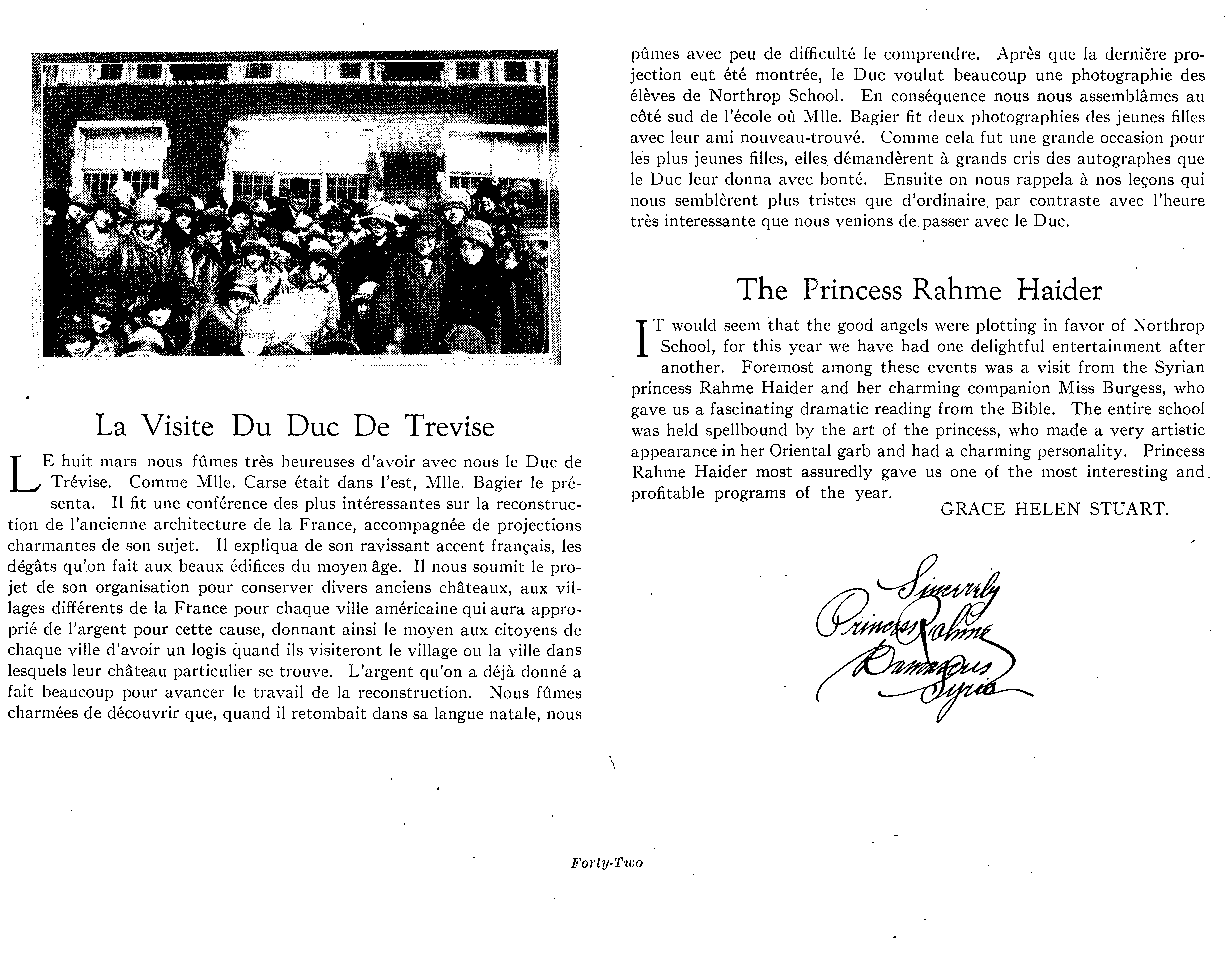 La Visite Du Duc De Trevise
LE huit mars nous fûmes très heureuses d'avoir avec nous le Duc de
Trévise. Comme Mlle. Carse était dans l'est, Mlle. Bagier le pré-
senta. Il fit une conférence des plus intéressantes sur la reconstruc-
tion de l'ancienne architecture de la France, accompagnée de projections
charmantes de son sujet. Il expliqua de son ravissant accent français, les
dégâts qu'on fait aux beaux édifices du moyen âge. Il nous soumit le pro-
jet de son organisation pour conserver divers anciens châteaux, aux vil-
lages différents de la France pour chaque ville américaine qui aura appro-
prié de l'argent pour cette cause, donnant ainsi le moyen aux citoyens de
chaque ville d'avoir un logis quand ils visiteront le village ou la ville dans
lesquels leur château particulier se trouve. L'argent qu'on a déjà donné a
fait beaucoup pour avancer le travail de la reconstruction. Nous fûmes
charmées de découvrir que, quand il retombait dans sa langue natale, nous
pûmes avec peu de difficulté le comprendre. Après que la dernière pro-
jection eut été montrée, le Duc voulut beaucoup une photographie des
élèves de Northrop School. En conséquence nous nous assemblâmes au
côté sud de l'école où Mlle. Bagier fit deux photographies des jeunes filles
avec leur ami nouveau-trouvé. Comme cela fut une grande occasion pour
les plus jeunes filles, elles démandèrent à grands cris des autographes que
le Duc leur donna avec bonté. Ensuite on nous rappela à nos leçons qui
nous semblèrent plus tristes que d'ordinaire par contraste avec l'heure
très interessante que nous venions de passer avec le Duc.
The Princess Rahme Haider
IT would seem that the good angels were plotting in favor of Northrop
School, for this year we have had one delightful entertainment after
another. Foremost among these events was a visit from the Syrian
princess Rahme Haider and her charming companion Miss Burgess, who
gave us a fascinating dramatic reading from the Bible. The entire school
was held spellbound by the art of the princess, who made a very artistic
appearance in her Oriental garb and had a charming personality. Princess
Rahme Haider most assuredly gave us one of the most interesting and
profitable programs of the year.
GRACE HELEN STUART.
Sincerely
Princess Rahme
Damascus
Syria
Forty-Two